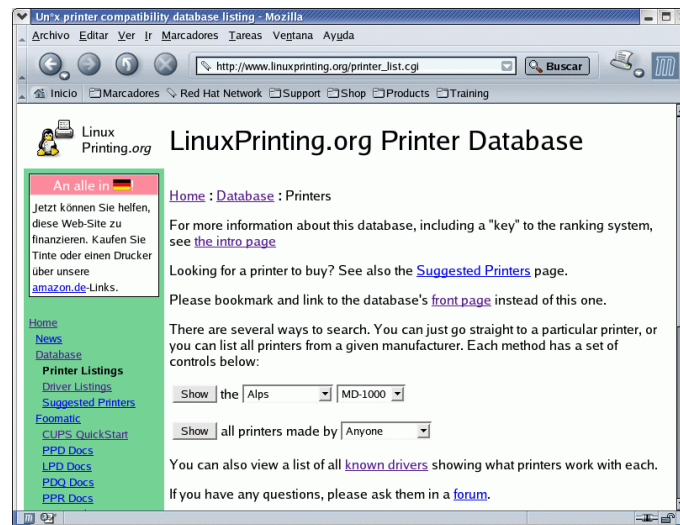 Un*x printer compatibility database listing - Mozilla
Archivo Editar Ver Ir Marcadores Tareas Ventana Ayuda
http://www.linuxprinting.org/printer_list.cgi
Buscar
Inicio Marcadores Red Hat Network Support Shop Products Training
Linux
Printing.org
LinuxPrinting.org Printer Database
An alle in !
Jetzt können Sie helfen,
diese Web-Site zu
finanzieren. Kaufen Sie
Tinte oder einen Drucker
über unsere
amazon.de-Links.
Home
News
Database
Printer Listings
Driver Listings
Suggested Printers
Foomatic
CUPS QuickStart
PPD Docs
LPD Docs
PDQ Docs
PPR Docs
Home : Database : Printers
For more information about this database, including a "key" to the ranking system,
see the intro page
Looking for a printer to buy? See also the Suggested Printers page.
Please bookmark and link to the database's front page instead of this one.
There are several ways to search. You can just go straight to a particular printer, or
you can list all printers from a given manufacturer. Each method has a set of
controls below:
Show the Alps MD-1000
Show all printers made by Anyone
You can also view a list of all known drivers showing what printers work with each.
If you have any questions, please ask them in a forum.